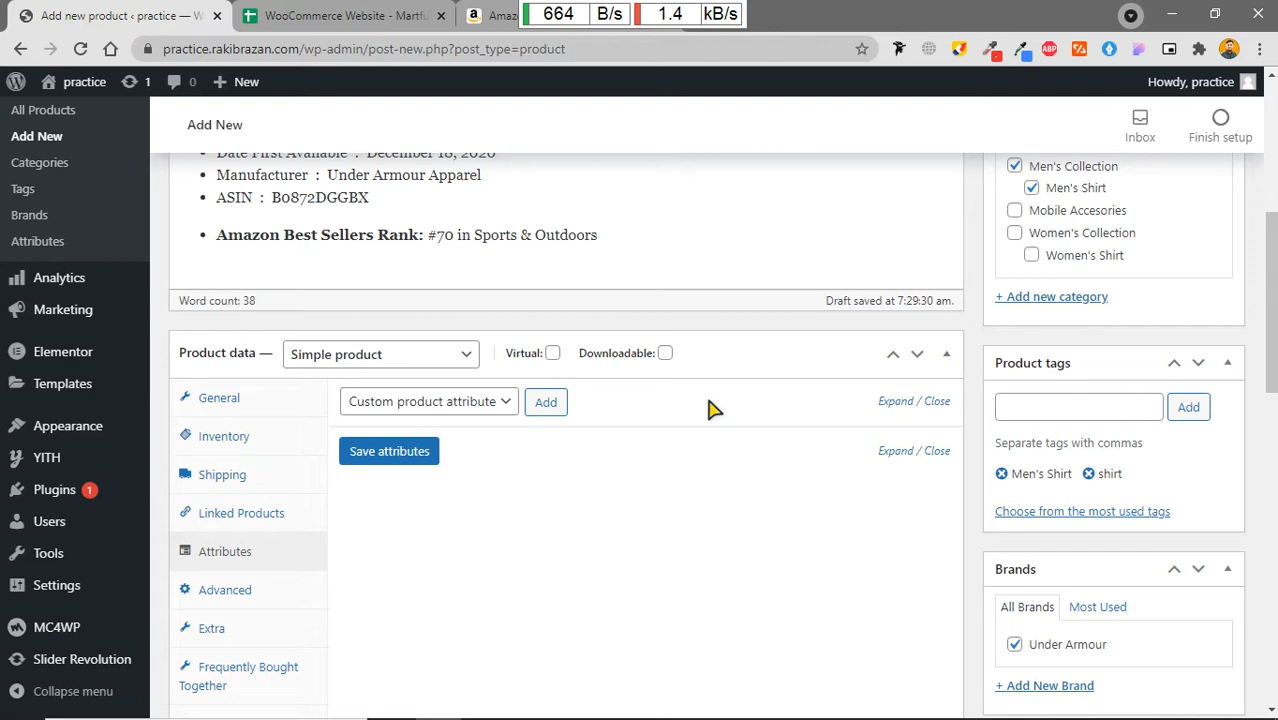 Add new product ‹ practice — W
WooCommerce Website - Martfu
Amaz
664 B/s 1.4 kB/s
practice.rakibrazan.com/wp-admin/post-new.php?post_type=product
ABP
practice 1 0 New
Howdy, practice
All Products
Add New
Categories
Tags
Brands
Attributes
Analytics
Marketing
Elementor
Templates
Appearance
YITH
Plugins 1
Users
Tools
Settings
MC4WP
Slider Revolution
Collapse menu
Add New
Inbox
Finish setup
Date First Available : December 18, 2020
Manufacturer : Under Armour Apparel
ASIN : B0872DGGBX
Amazon Best Sellers Rank: #70 in Sports & Outdoors
Word count: 38
Draft saved at 7:29:30 am.
Product data — Simple product Virtual: Downloadable:
General
Inventory
Shipping
Linked Products
Attributes
Advanced
Extra
Frequently Bought
Together
Custom product attribute Add Expand / Close
Save attributes Expand / Close
Men's Collection
Men's Shirt
Mobile Accesories
Women's Collection
Women's Shirt
+ Add new category
Product tags
Add
Separate tags with commas
Men's Shirt shirt
Choose from the most used tags
Brands
All Brands Most Used
Under Armour
+ Add New Brand